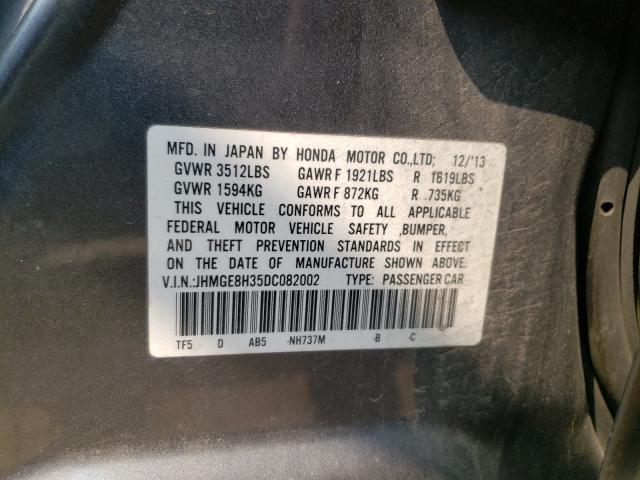 MFD. IN JAPAN BY HONDA MOTOR CO.,LTD; 12/'13
GVWR 3512LBS GAWR F 1921LBS R 1619LBS
GVWR 1594KG GAWR F 872KG R 735KG
THIS VEHICLE CONFORMS TO ALL APPLICABLE
FEDERAL MOTOR VEHICLE SAFETY ,BUMPER,
AND THEFT PREVENTION STANDARDS IN EFFECT
ON THE DATE OF MANUFACTURE SHOWN ABOVE.
V.I.N.:JHMGE8H35DC082002 TYPE: PASSENGER CAR
TF5 D AB5 -NH737M -B -C